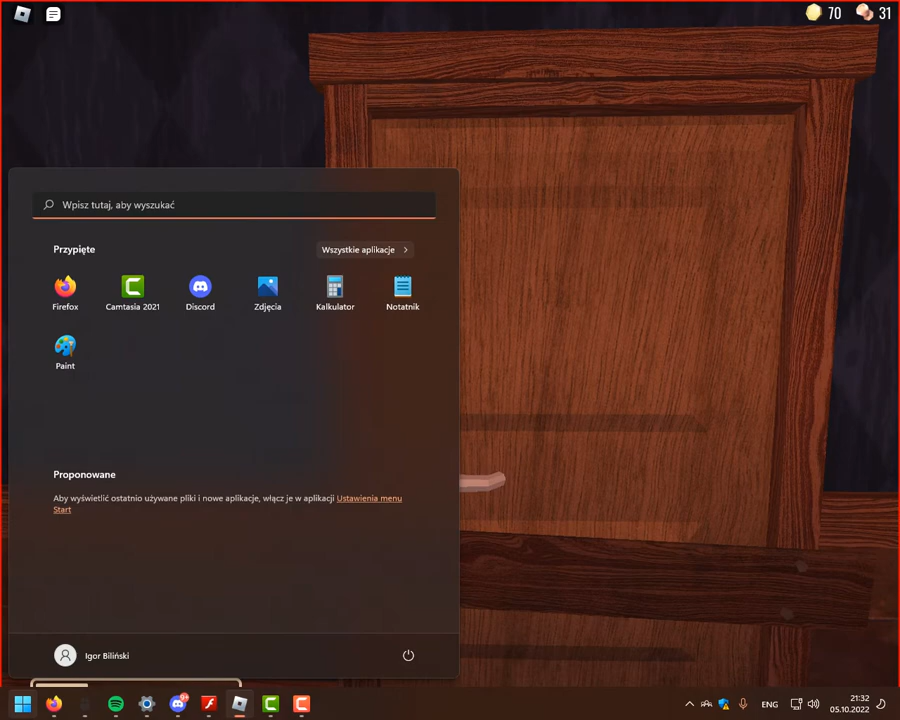 70 31
Wpisz tutaj, aby wyszukać
Przypięte
Wszystkie aplikacje
Firefox
Camtasia 2021
Discord
Zdjęcia
Kalkulator
Notatnik
Paint
Proponowane
Aby wyświetlić ostatnio używane pliki i nowe aplikacje, włącz je w aplikacji Ustawienia menu
Start
Igor Biliński
9+
ENG
21:32
05.10.2022